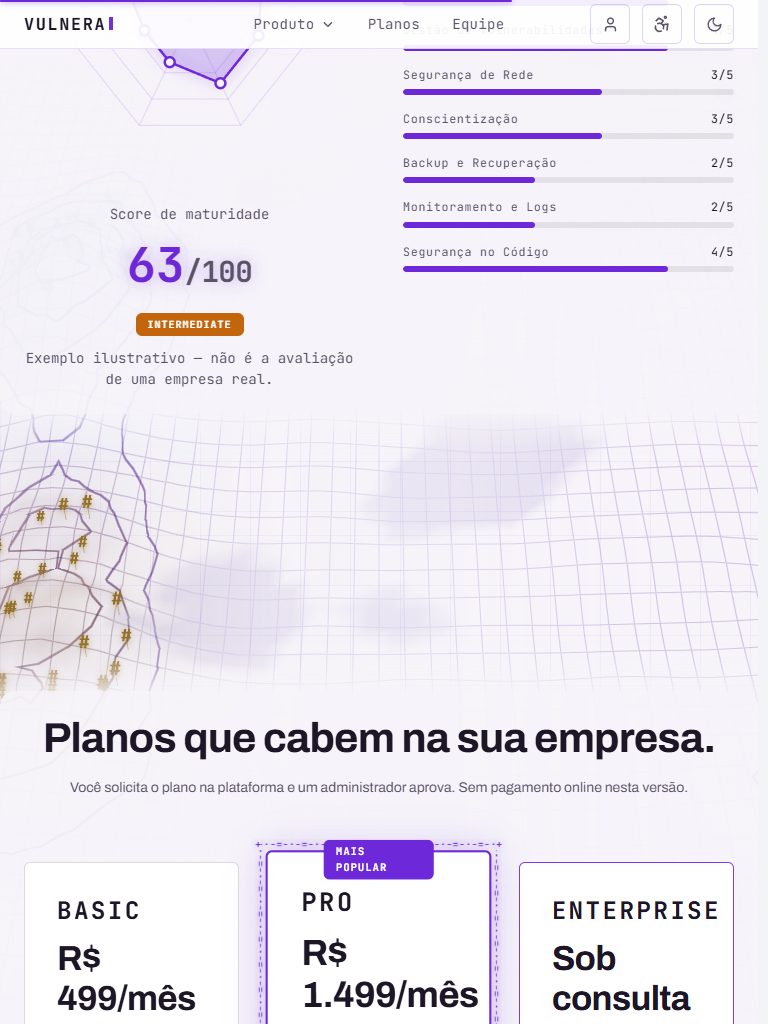 VULNERA
Produto
Planos
Equipe
Segurança de Rede 3/5
Conscientização 3/5
Backup e Recuperação 2/5
Monitoramento e Logs 2/5
Segurança no Código 4/5
Score de maturidade
63/100
INTERMEDIATE
Exemplo ilustrativo — não é a avaliação
de uma empresa real.
Planos que cabem na sua empresa.
Você solicita o plano na plataforma e um administrador aprova. Sem pagamento online nesta versão.
BASIC
R$
499/mês
MAIS
POPULAR
PRO
R$
1.499/mês
ENTERPRISE
Sob
consulta